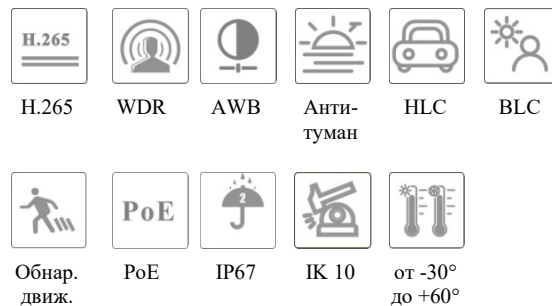 H.265
H.265
WDR
AWB
Анти-
туман
HLC
BLC
PoE
2
Обнар.
движ.
PoE
IP67
IK 10
от -30°
до +60°